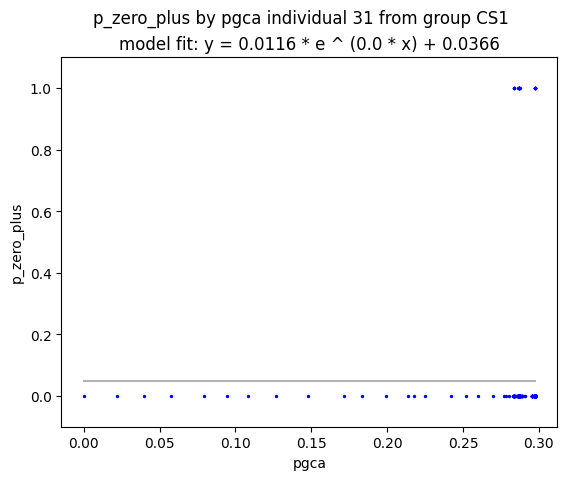 p_zero_plus by pgca individual 31 from group CS1
model fit: y = 0.0116 * e ^ (0.0 * x) + 0.0366
1.0
0.8
0.6
0.4
0.2
0.0
p_zero_plus
0.00 0.05 0.10 0.15 0.20 0.25 0.30
pgca